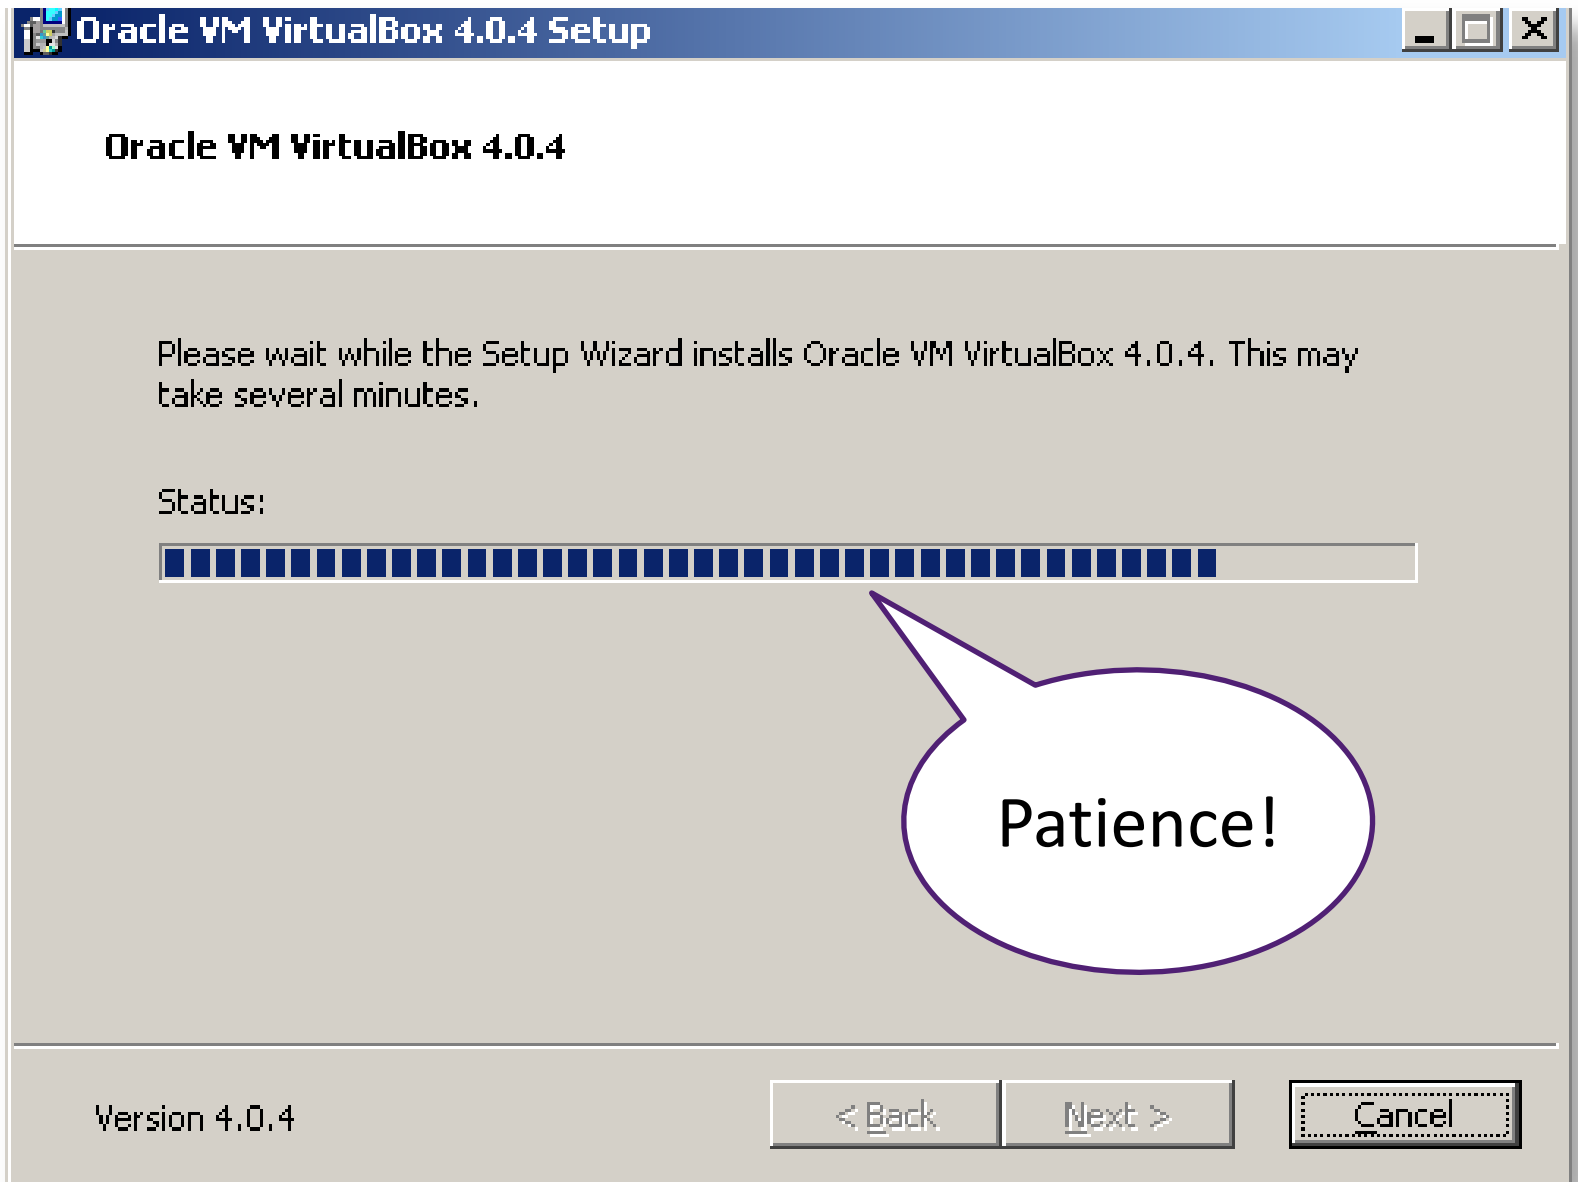 Oracle VM VirtualBox 4.0.4 Setup
Oracle VM VirtualBox 4.0.4
Please wait while the Setup Wizard installs Oracle VM VirtualBox 4.0.4. This may
take several minutes.
Status:
Patience!
Version 4.0.4
< Back
Next >
Cancel